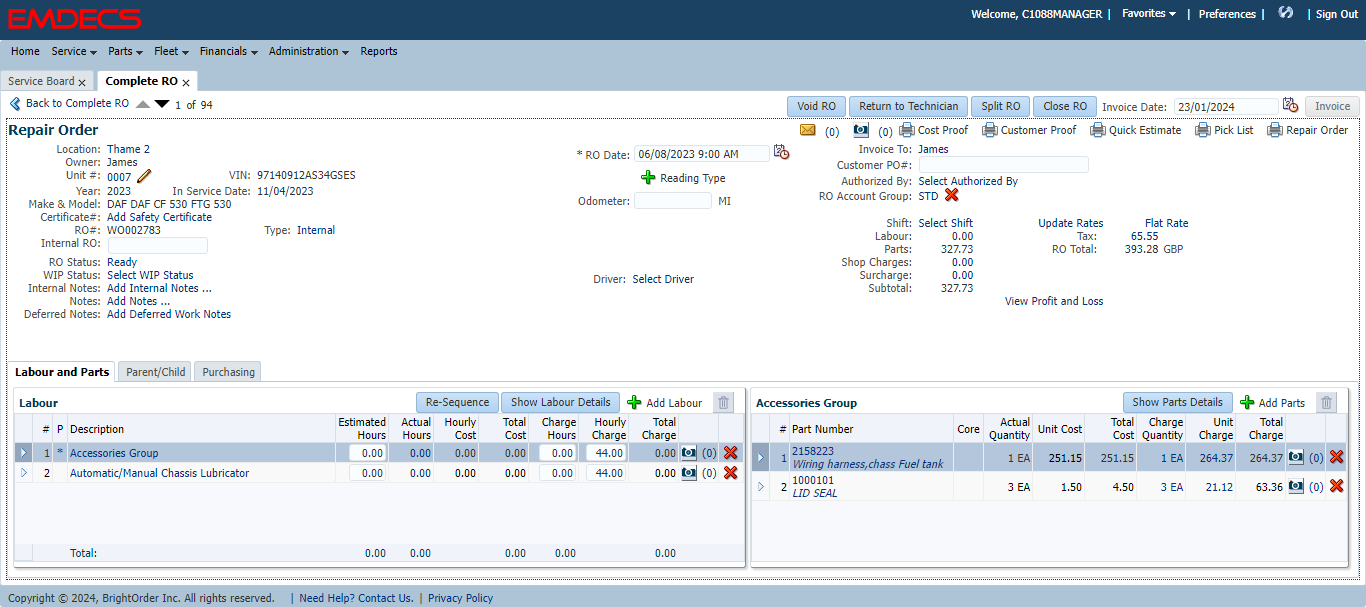 EMDECS
Welcome, C1088MANAGER | Favorites | Preferences | | Sign Out
Home Service Parts Fleet Financials Administration Reports
Service Board x Complete RO x
Back to Complete RO 1 of 94
Void RO Return to Technician Split RO Close RO Invoice Date: 23/01/2024 Invoice
Repair Order
(0) (0) Cost Proof Customer Proof Quick Estimate Pick List Repair Order
Location: Thame 2
Owner: James
Unit #: 0007 VIN: 97140912AS34GSES
Year: 2023 In Service Date: 11/04/2023
Make & Model: DAF DAF CF 530 FTG 530
Certificate#: Add Safety Certificate
RO#: WO002783 Type: Internal
Internal RO:
RO Status: Ready
WIP Status: Select WIP Status
Internal Notes: Add Internal Notes ...
Notes: Add Notes ...
Deferred Notes: Add Deferred Work Notes
* RO Date: 06/08/2023 9:00 AM
Reading Type
Odometer: MI
Driver: Select Driver
Invoice To: James
Customer PO#:
Authorized By: Select Authorized By
RO Account Group: STD
Shift: Select Shift Update Rates Flat Rate
Labour: 0.00 Tax: 65.55
Parts: 327.73 RO Total: 393.28 GBP
Shop Charges: 0.00
Surcharge: 0.00
Subtotal: 327.73
View Profit and Loss
Labour and Parts Parent/Child Purchasing
Labour Re-Sequence Show Labour Details Add Labour
# P Description Estimated Hours Actual Hours Hourly Cost Total Cost Charge Hours Hourly Charge Total Charge
1 * Accessories Group 0.00 0.00 0.00 0.00 0.00 44.00 0.00 (0)
2 Automatic/Manual Chassis Lubricator 0.00 0.00 0.00 0.00 0.00 44.00 0.00 (0)
Total: 0.00 0.00 0.00 0.00 0.00
Accessories Group Show Parts Details Add Parts
# Part Number Core Actual Quantity Unit Cost Total Cost Charge Quantity Unit Charge Total Charge
1 2158223 1 EA 251.15 251.15 1 EA 264.37 264.37 (0)
Wiring harness,chass Fuel tank
2 1000101 3 EA 1.50 4.50 3 EA 21.12 63.36 (0)
LID SEAL
Copyright © 2024, BrightOrder Inc. All rights reserved. | Need Help? Contact Us. | Privacy Policy